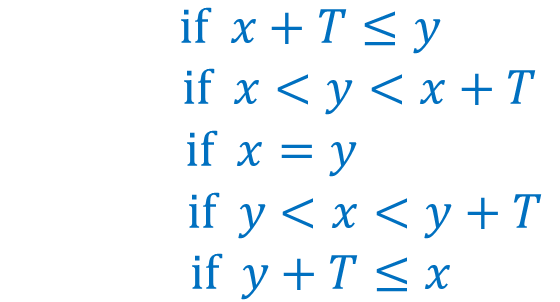 if x + T ≤ y
if x < y < x + T
if x = y
if y < x < y + T
if y + T ≤ x